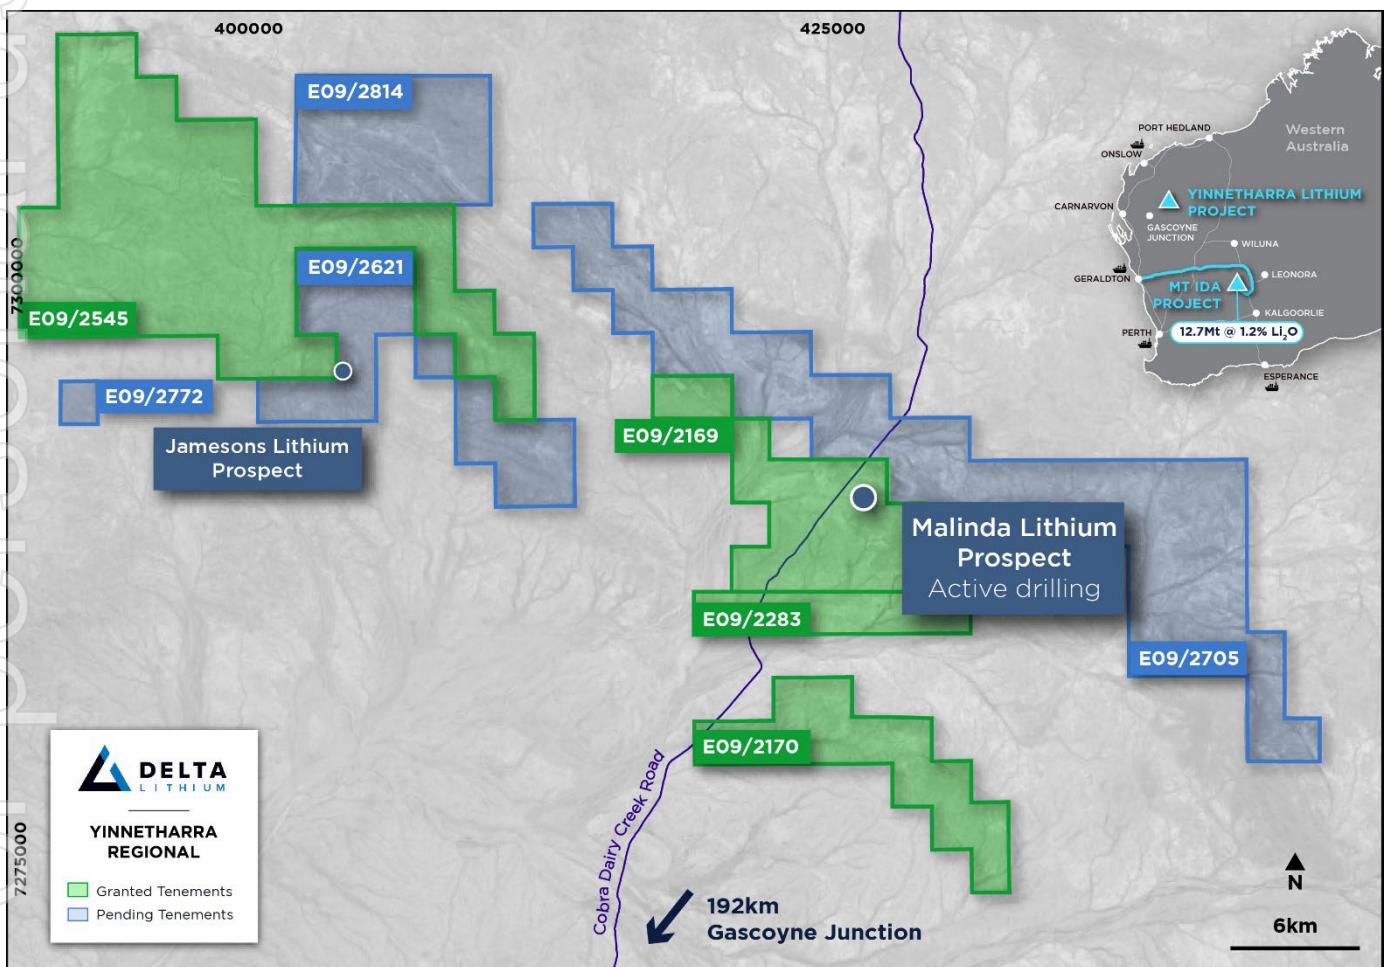 400000
425000
E09/2814
E09/2621
7300000
E09/2545
E09/2772
Jamesons Lithium
Prospect
E09/2169
Malinda Lithium
Prospect
Active drilling
E09/2283
E09/2705
E09/2170
Cobra Dairy Creek Road
192km
Gascoyne Junction
7275000
DELTA
LITHIUM
YINNETHARRA
REGIONAL
Granted Tenements
Pending Tenements
N
6km
PORT HEDLAND
Western
Australia
ONSLOW
YINNETHARRA LITHIUM
PROJECT
CARNARVON
GASCOYNE
JUNCTION
WILUNA
GERALDTON
LEONORA
MT IDA
PROJECT
KALGOORLIE
PERTH
12.7Mt @ 1.2% Li₂O
ESPERANCE